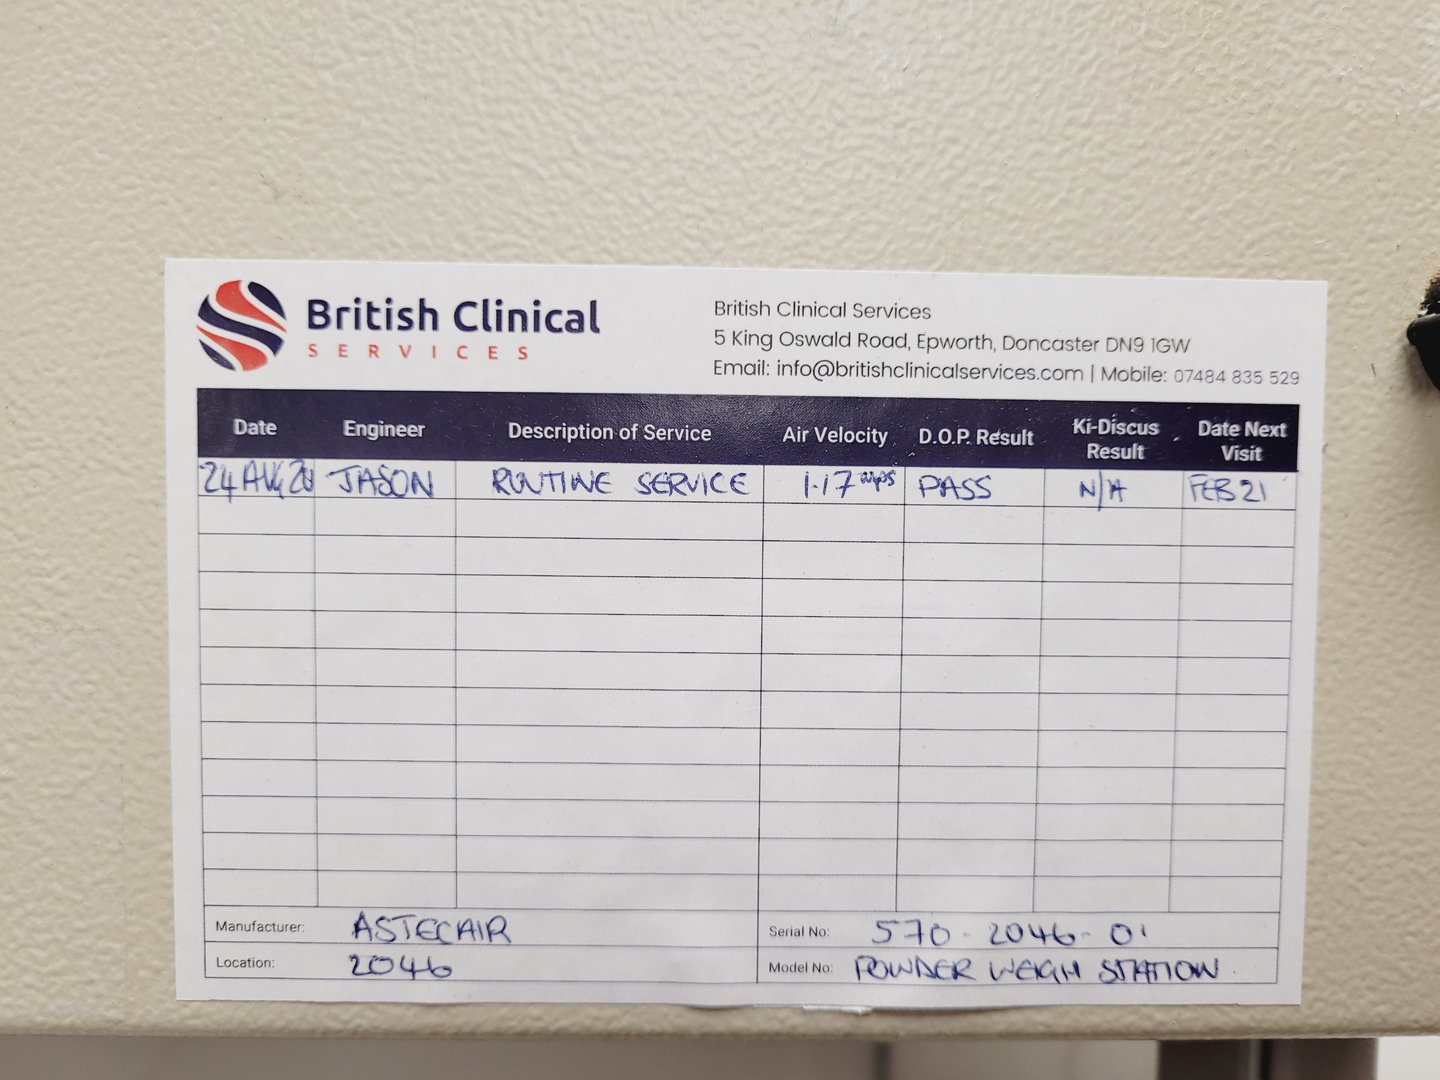 British Clinical
SERVICES
British Clinical Services
5 King Oswald Road, Epworth, Doncaster DN9 1GW
Email: info@britishclinicalservices.com | Mobile: 07484 835 529
Date Engineer Description of Service Air Velocity D.O.P. Result Ki-Discus Result Date Next Visit
24 AUG 20 JASON ROUTINE SERVICE 1.17 mps PASS N/A FEB 21
Manufacturer: ASTECAIR Serial No: 570-2046-01
Location: 2046 Model No: POWDER WEIGH STATION